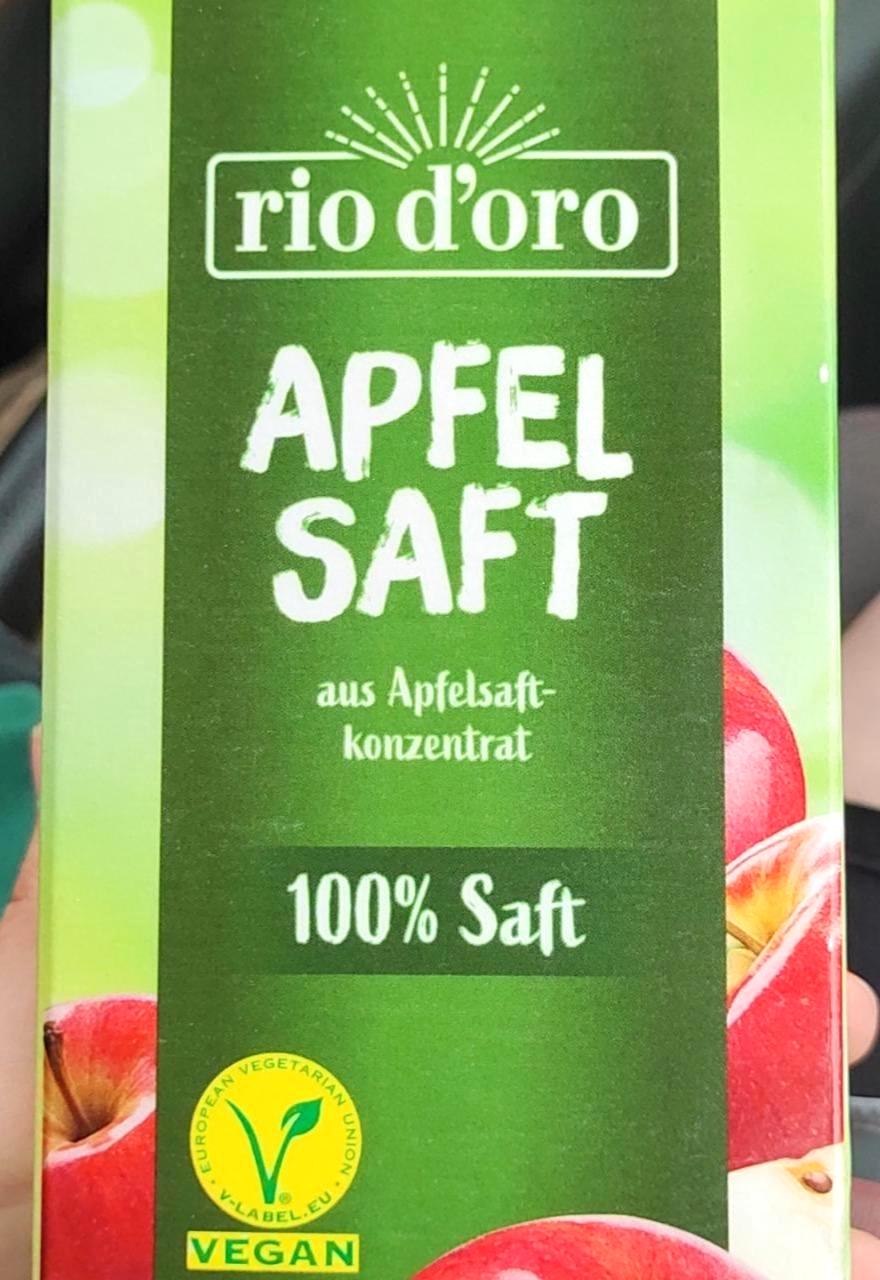 rio d'oro
APFEL
SAFT
aus Apfelsaft-
konzentrat
100% Saft
EUROPEAN VEGETARIAN UNION
V-LABEL.EU
®
VEGAN